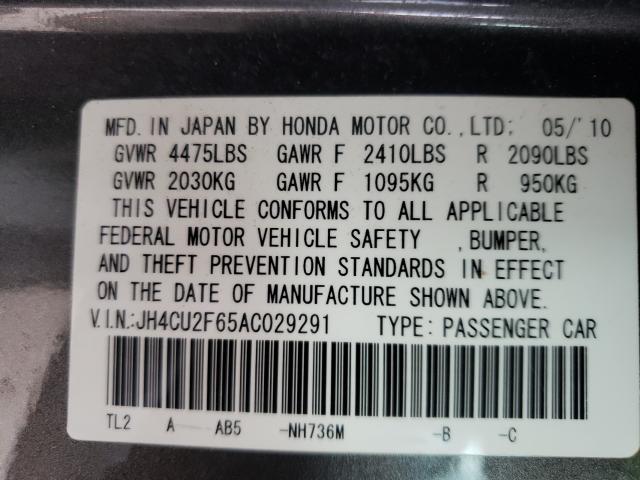 MFD. IN JAPAN BY HONDA MOTOR CO., LTD: 05/'10
GVWR 4475LBS GAWR F 2410LBS R 2090LBS
GVWR 2030KG GAWR F 1095KG R 950KG
THIS VEHICLE CONFORMS TO ALL APPLICABLE
FEDERAL MOTOR VEHICLE SAFETY , BUMPER,
AND THEFT PREVENTION STANDARDS IN EFFECT
ON THE DATE OF MANUFACTURE SHOWN ABOVE.
V.I.N.:JH4CU2F65AC029291 TYPE: PASSENGER CAR
TL2 A AB5 -NH736M -B -C